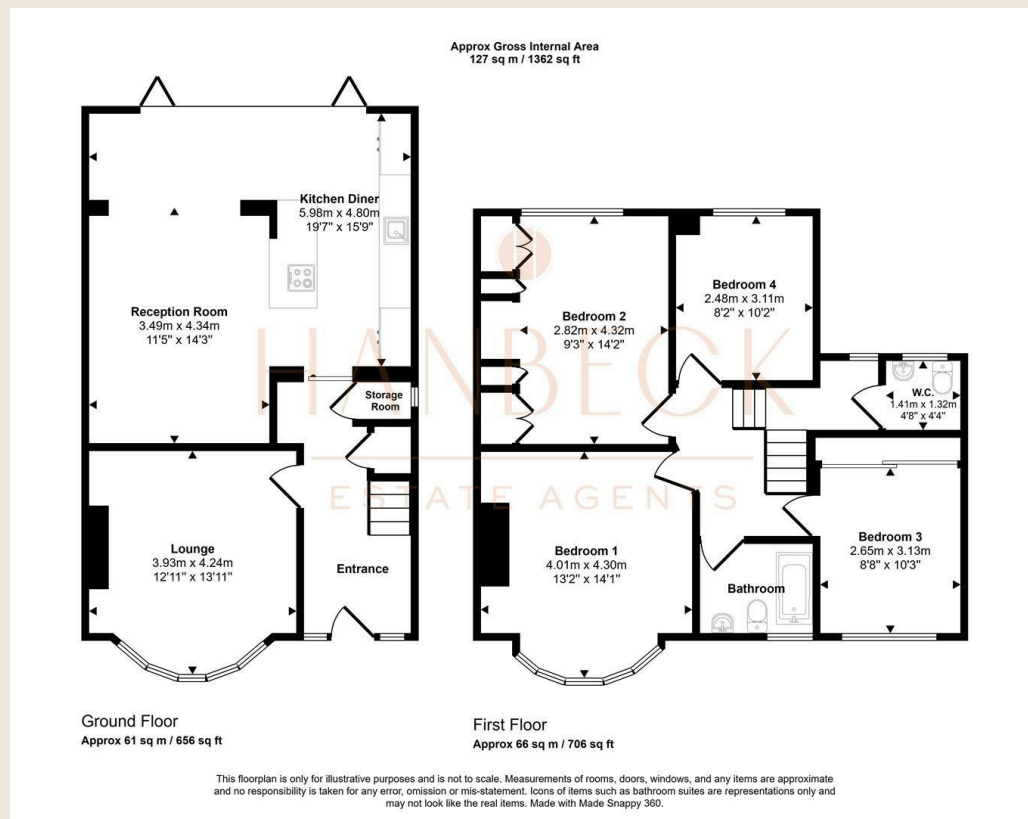 Approx Gross Internal Area
127 sq m / 1362 sq ft
Kitchen Diner
5.98m x 4.80m
19'7" x 15'9"
Reception Room
3.49m x 4.34m
11'5" x 14'3"
Storage
Room
Lounge
3.93m x 4.24m
12'11" x 13'11"
Entrance
Ground Floor
Approx 61 sq m / 656 sq ft
Bedroom 4
2.48m x 3.11m
8'2" x 10'2"
Bedroom 2
2.82m x 4.32m
9'3" x 14'2"
W.C.
1.41m x 1.32m
4'8" x 4'4"
Bedroom 3
2.65m x 3.13m
8'8" x 10'3"
Bedroom 1
4.01m x 4.30m
13'2" x 14'1"
Bathroom
First Floor
Approx 66 sq m / 706 sq ft
HANBECK
ESTATE AGENTS
This floorplan is only for illustrative purposes and is not to scale. Measurements of rooms, doors, windows, and any items are approximate
and no responsibility is taken for any error, omission or mis-statement. Icons of items such as bathroom suites are representations only and
may not look like the real items. Made with Made Snappy 360.